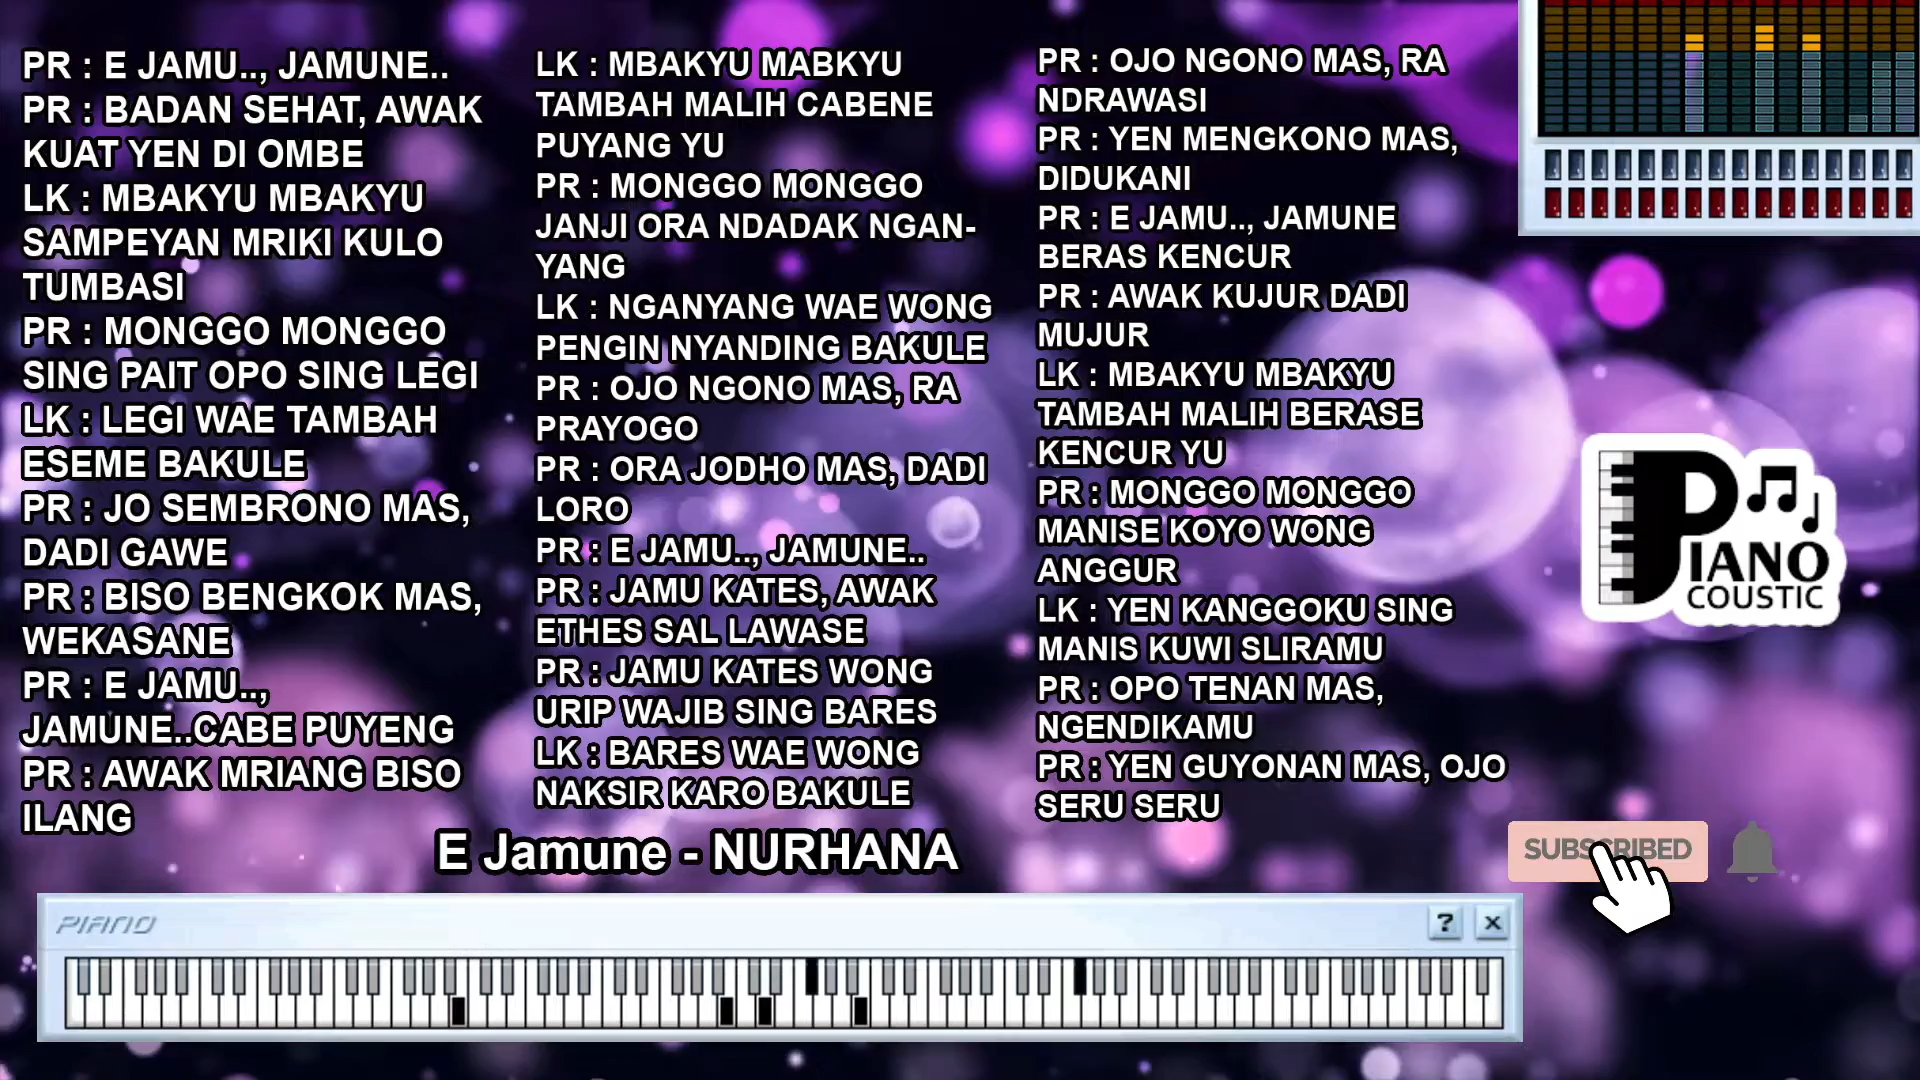 PR : E JAMU.., JAMUNE..
PR : BADAN SEHAT, AWAK
KUAT YEN DI OMBE
LK : MBAKYU MBAKYU
SAMPEYAN MRIKI KULO
TUMBASI
PR : MONGGO MONGGO
SING PAIT OPO SING LEGI
LK : LEGI WAE TAMBAH
ESEME BAKULE
PR : JO SEMBRONO MAS,
DADI GAWE
PR : BISO BENGKOK MAS,
WEKASANE
PR : E JAMU..,
JAMUNE..CABE PUYENG
PR : AWAK MRIANG BISO
ILANG
LK : MBAKYU MABKYU
TAMBAH MALIH CABENE
PUYANG YU
PR : MONGGO MONGGO
JANJI ORA NDADAK NGAN-
YANG
LK : NGANYANG WAE WONG
PENGIN NYANDING BAKULE
PR : OJO NGONO MAS, RA
PRAYOGO
PR : ORA JODHO MAS, DADI
LORO
PR : E JAMU.., JAMUNE..
PR : JAMU KATES, AWAK
ETHES SAL LAWASE
PR : JAMU KATES WONG
URIP WAJIB SING BARES
LK : BARES WAE WONG
NAKSIR KARO BAKULE
PR : OJO NGONO MAS, RA
NDRAWASI
PR : YEN MENGKONO MAS,
DIDUKANI
PR : E JAMU.., JAMUNE
BERAS KENCUR
PR : AWAK KUJUR DADI
MUJUR
LK : MBAKYU MBAKYU
TAMBAH MALIH BERASE
KENCUR YU
PR : MONGGO MONGGO
MANISE KOYO WONG
ANGGUR
LK : YEN KANGGOKU SING
MANIS KUWI SLIRAMU
PR : OPO TENAN MAS,
NGENDIKAMU
PR : YEN GUYONAN MAS, OJO
SERU SERU
PIANO
COUSTIC
E Jamune - NURHANA
SUBSCRIBED
PIANO
? ×